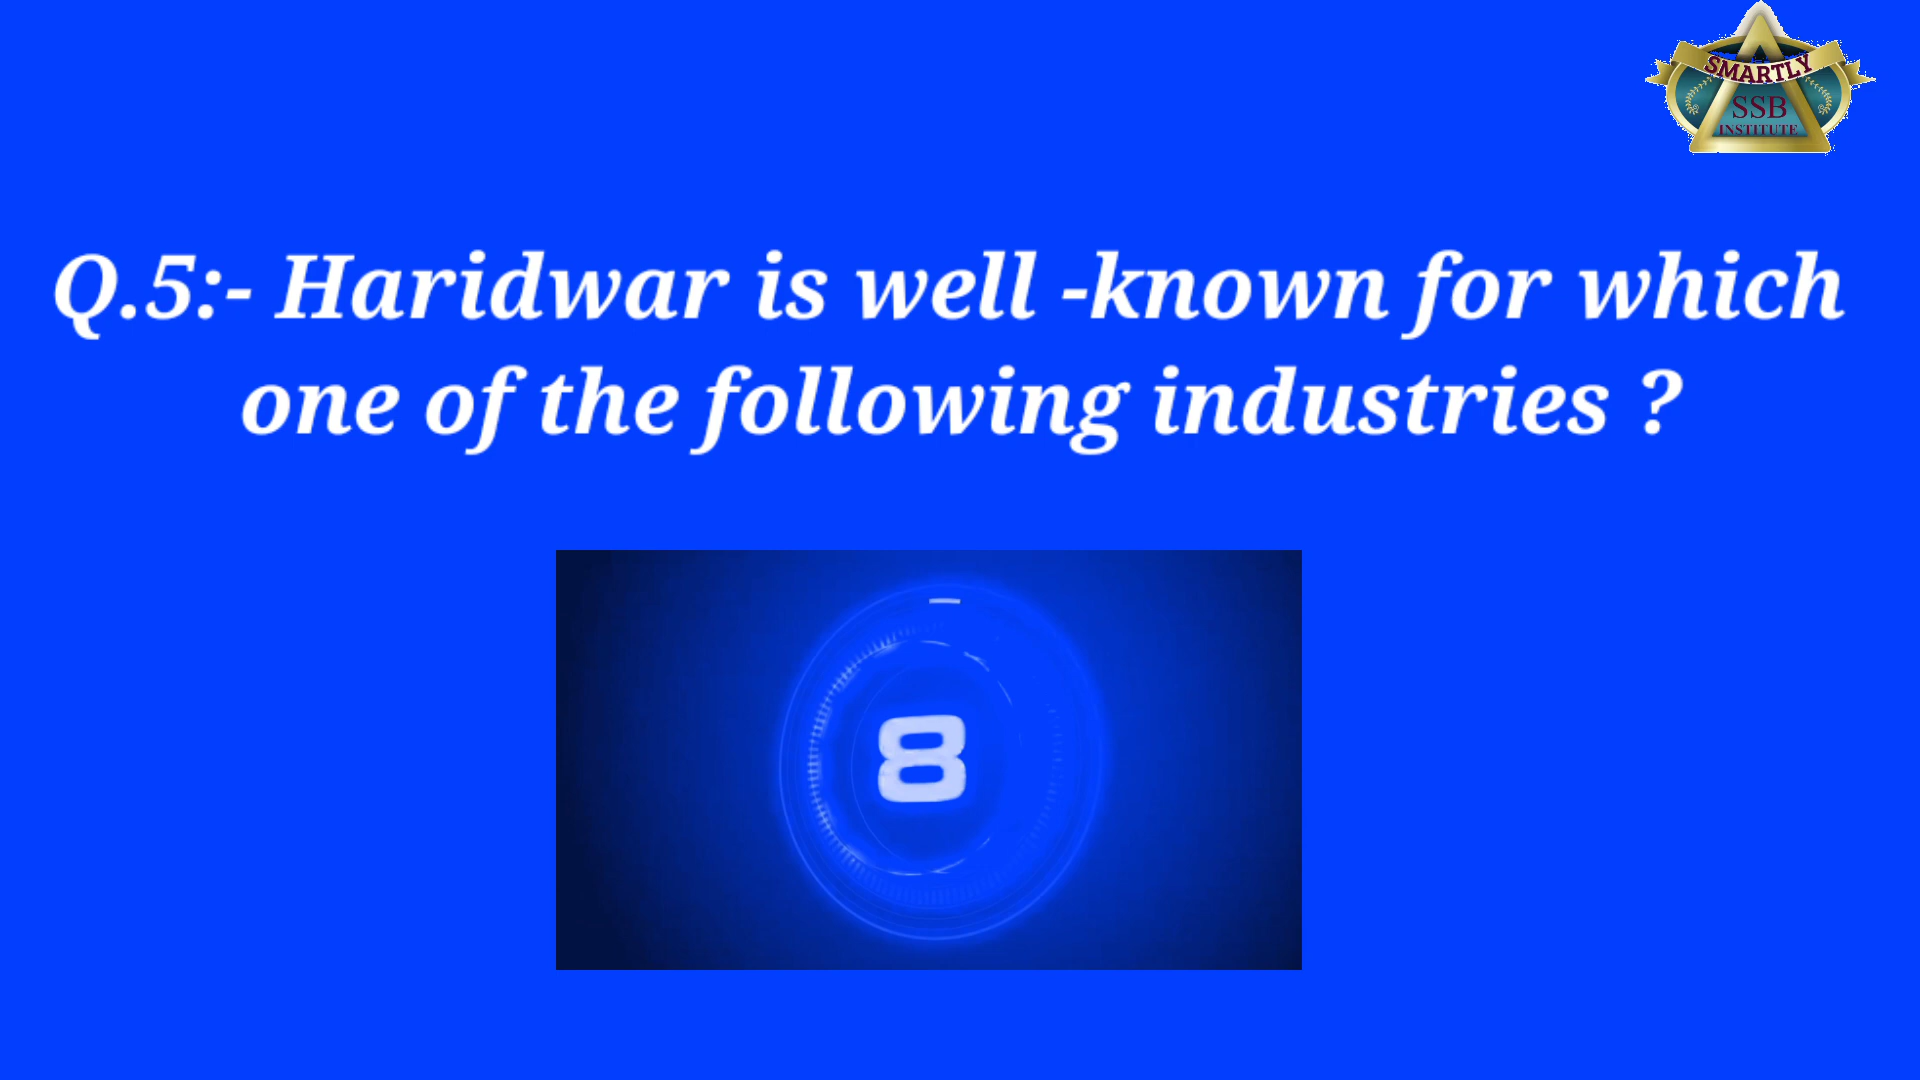 SMARTLY
SSB
INSTITUTE
Q.5:- Haridwar is well -known for which
one of the following industries ?
8